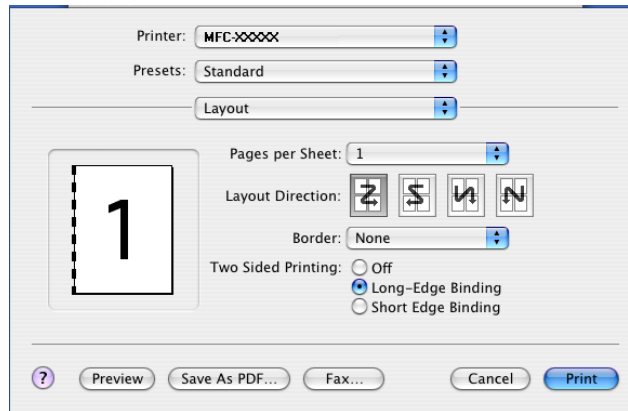 Printer: MFC-XXXXX
Presets: Standard
Layout
Pages per Sheet: 1
Layout Direction:
Border: None
Two Sided Printing: Off
Long-Edge Binding
Short Edge Binding
1
? Preview Save As PDF... Fax... Cancel Print